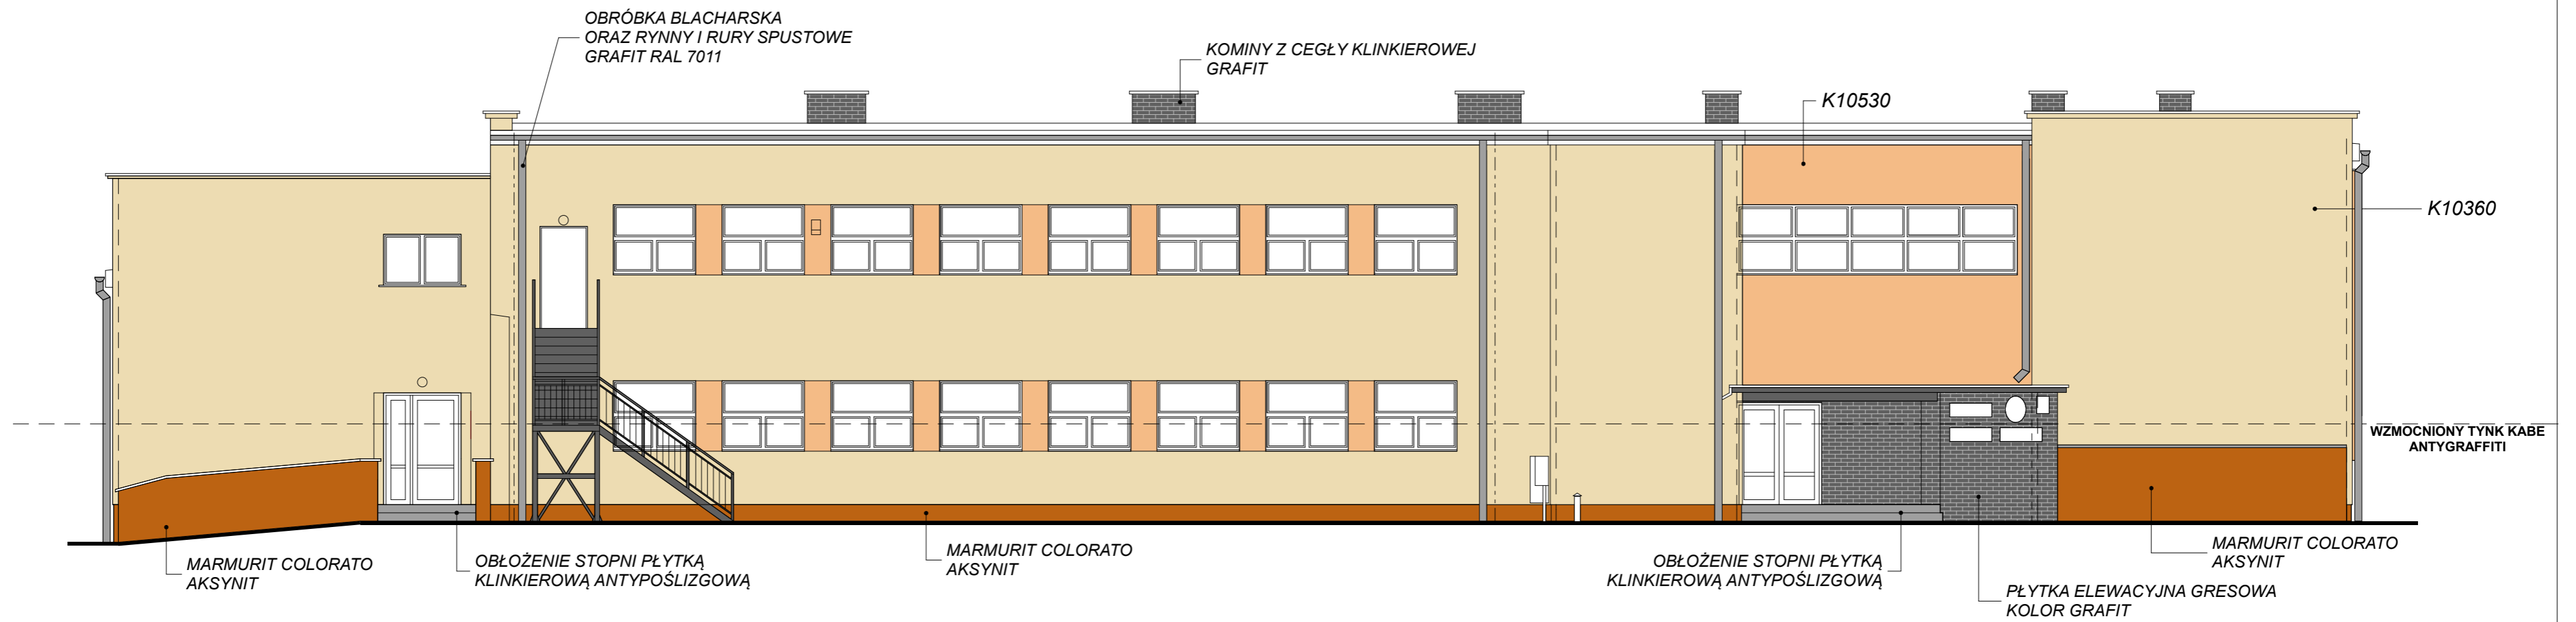 OBRÓBKA BLACHARSKA
ORAZ RYNNY I RURY SPUSTOWE
GRAFIT RAL 7011
KOMINY Z CEGŁY KLINKIEROWEJ
GRAFIT
K10530
K10360
WZMOCNIONY TYNK KABE
ANTYGRAFFITI
MARMURIT COLORATO
AKSYNIT
OBŁOŻENIE STOPNI PŁYTKĄ
KLINKIEROWĄ ANTYPOŚLIZGOWĄ
MARMURIT COLORATO
AKSYNIT
OBŁOŻENIE STOPNI PŁYTKĄ
KLINKIEROWĄ ANTYPOŚLIZGOWĄ
MARMURIT COLORATO
AKSYNIT
PŁYTKA ELEWACYJNA GRESOWA
KOLOR GRAFIT